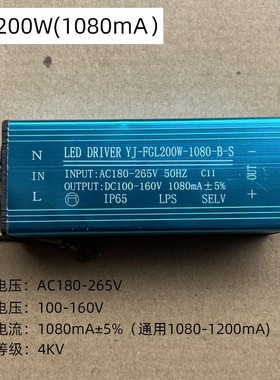 200W(1080mA)
N
IN
L
LED DRIVER YJ-FGL200W-1080-B-S
INPUT:AC180-265V 50HZ C11
OUTPUT:DC100-160V 1080mA±5%
IP65 LPS SELV
- OUT +
电压：AC180-265V
电压：100-160V
电流：1080mA±5%（通用1080-1200mA)
等级：4KV